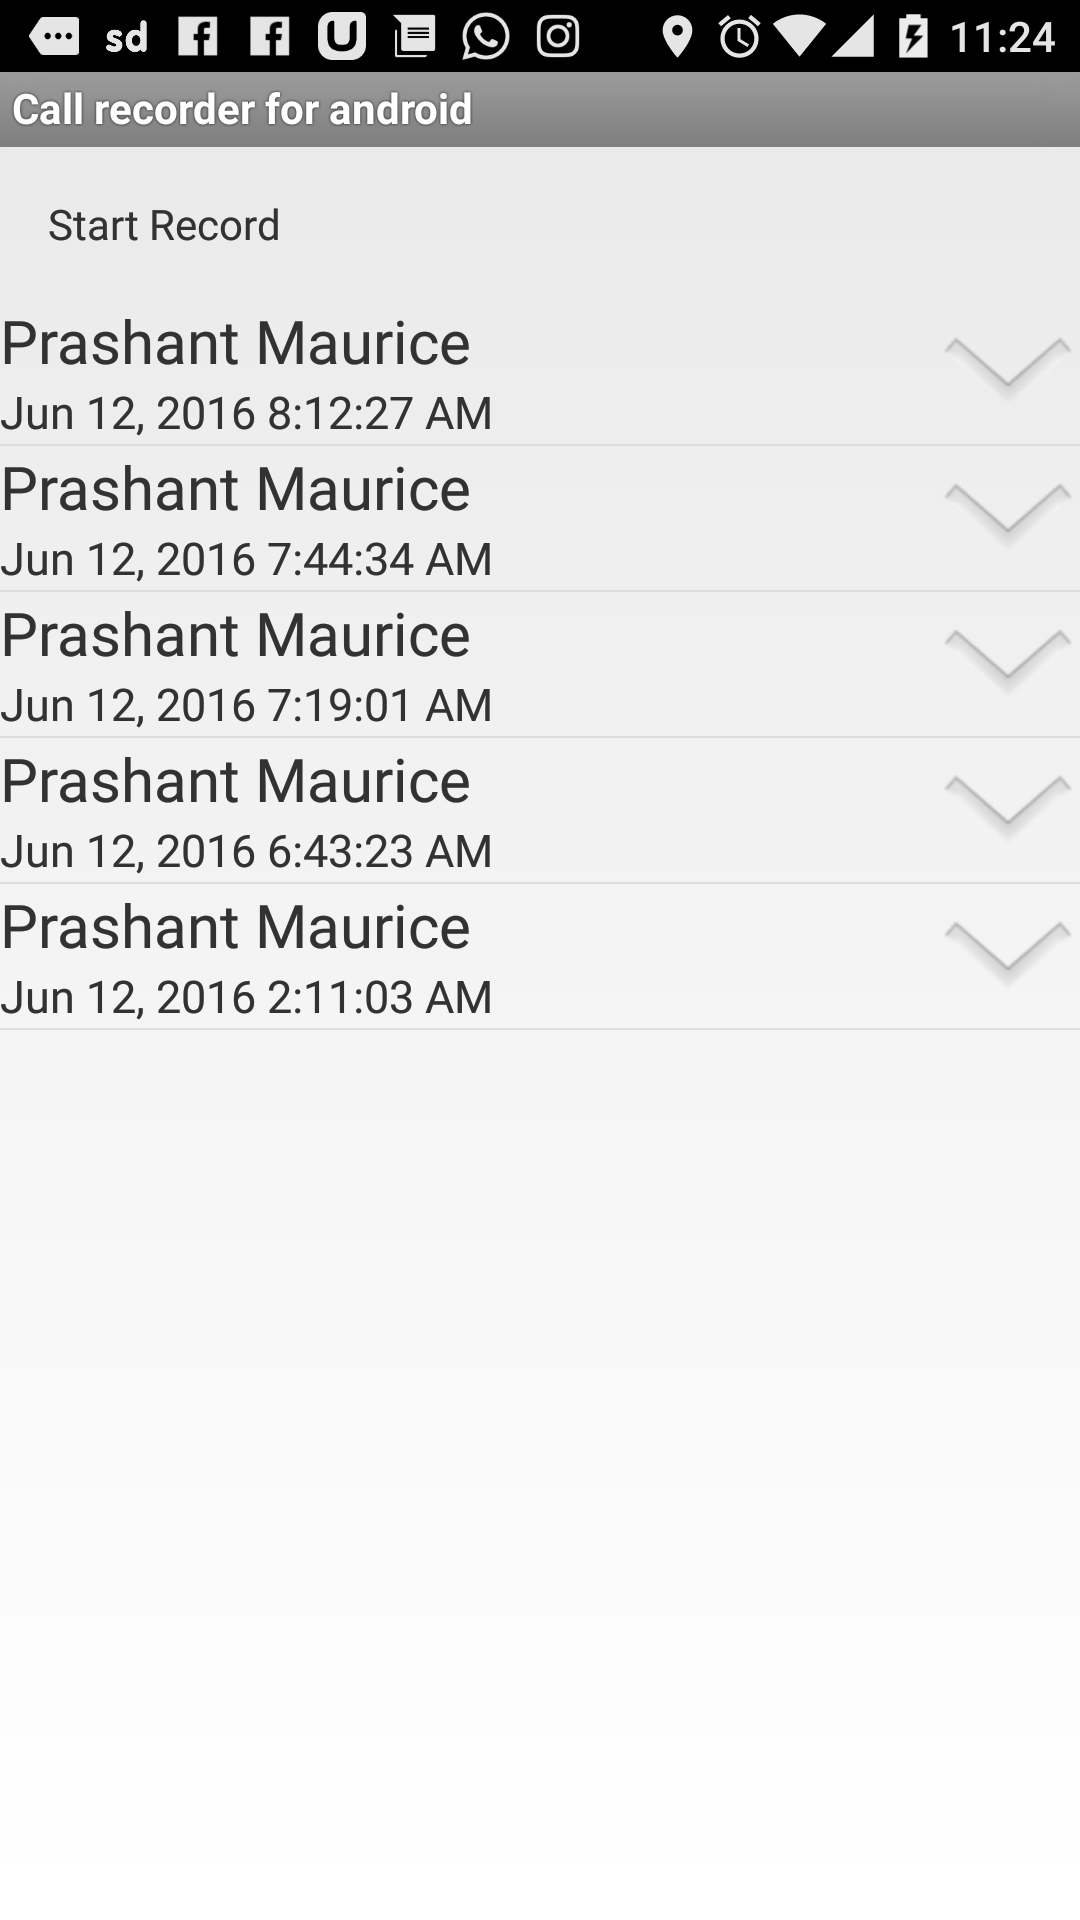 sd U 11:24
Call recorder for android
Start Record
Prashant Maurice
Jun 12, 2016 8:12:27 AM
Prashant Maurice
Jun 12, 2016 7:44:34 AM
Prashant Maurice
Jun 12, 2016 7:19:01 AM
Prashant Maurice
Jun 12, 2016 6:43:23 AM
Prashant Maurice
Jun 12, 2016 2:11:03 AM